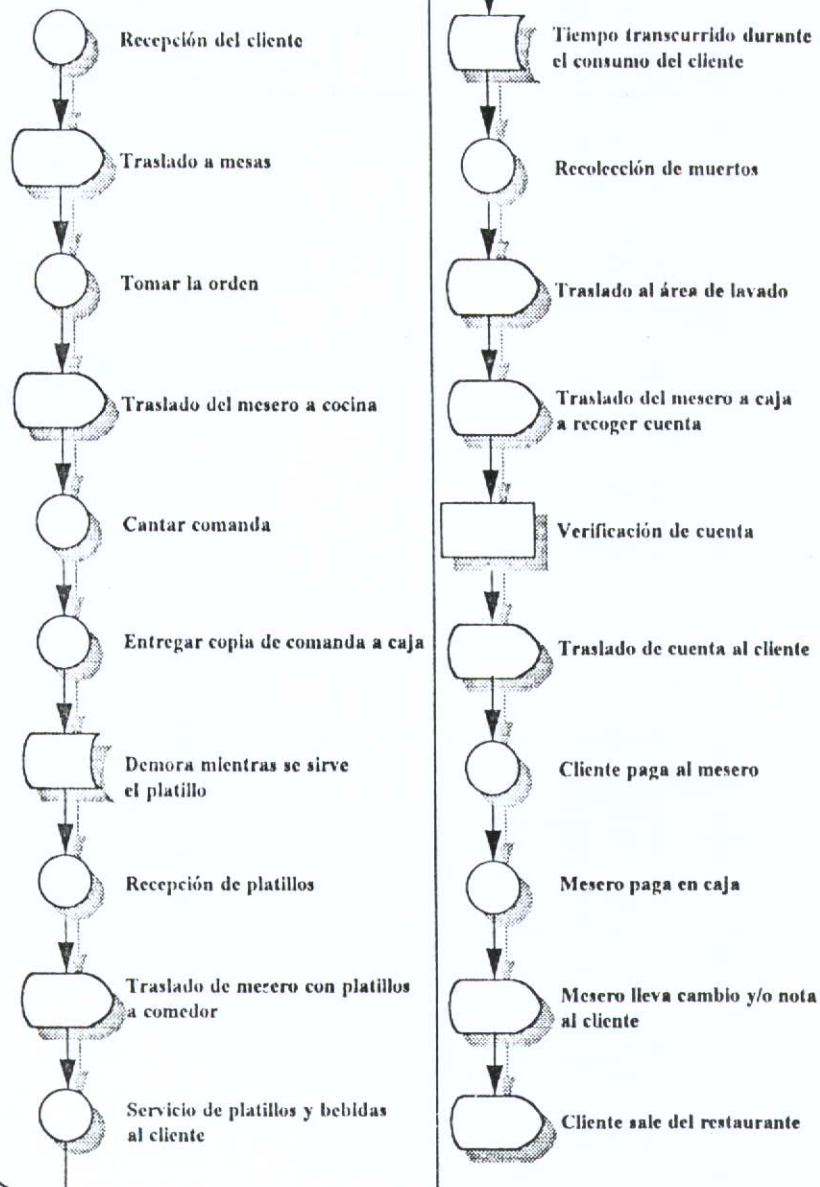 Recepción del cliente
Traslado a mesas
Tomar la orden
Traslado del mesero a cocina
Cantar comanda
Entregar copia de comanda a caja
Demora mientras se sirve
el platillo
Recepción de platillos
Traslado de mesero con platillos
a comedor
Servicio de platillos y bebidas
al cliente
Tiempo transcurrido durante
el consumo del cliente
Recolección de muertos
Traslado al área de lavado
Traslado del mesero a caja
a recoger cuenta
Verificación de cuenta
Traslado de cuenta al cliente
Cliente paga al mesero
Mesero paga en caja
Mesero lleva cambio y/o nota
al cliente
Cliente sale del restaurante